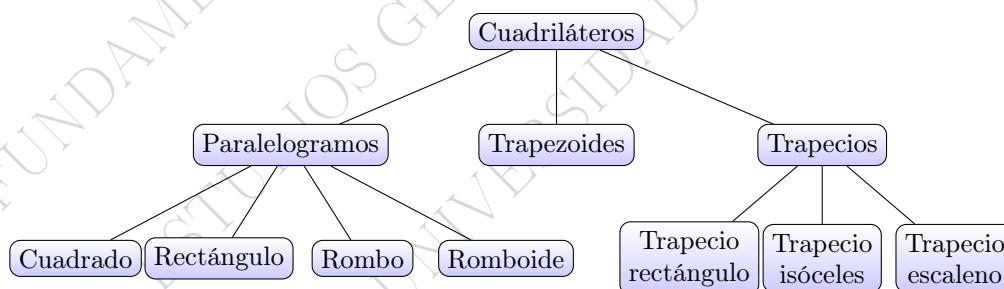 Cuadriláteros
Paralelogramos
Trapezoides
Trapecios
Cuadrado
Rectángulo
Rombo
Romboide
Trapecio
rectángulo
Trapecio
isóceles
Trapecio
escaleno